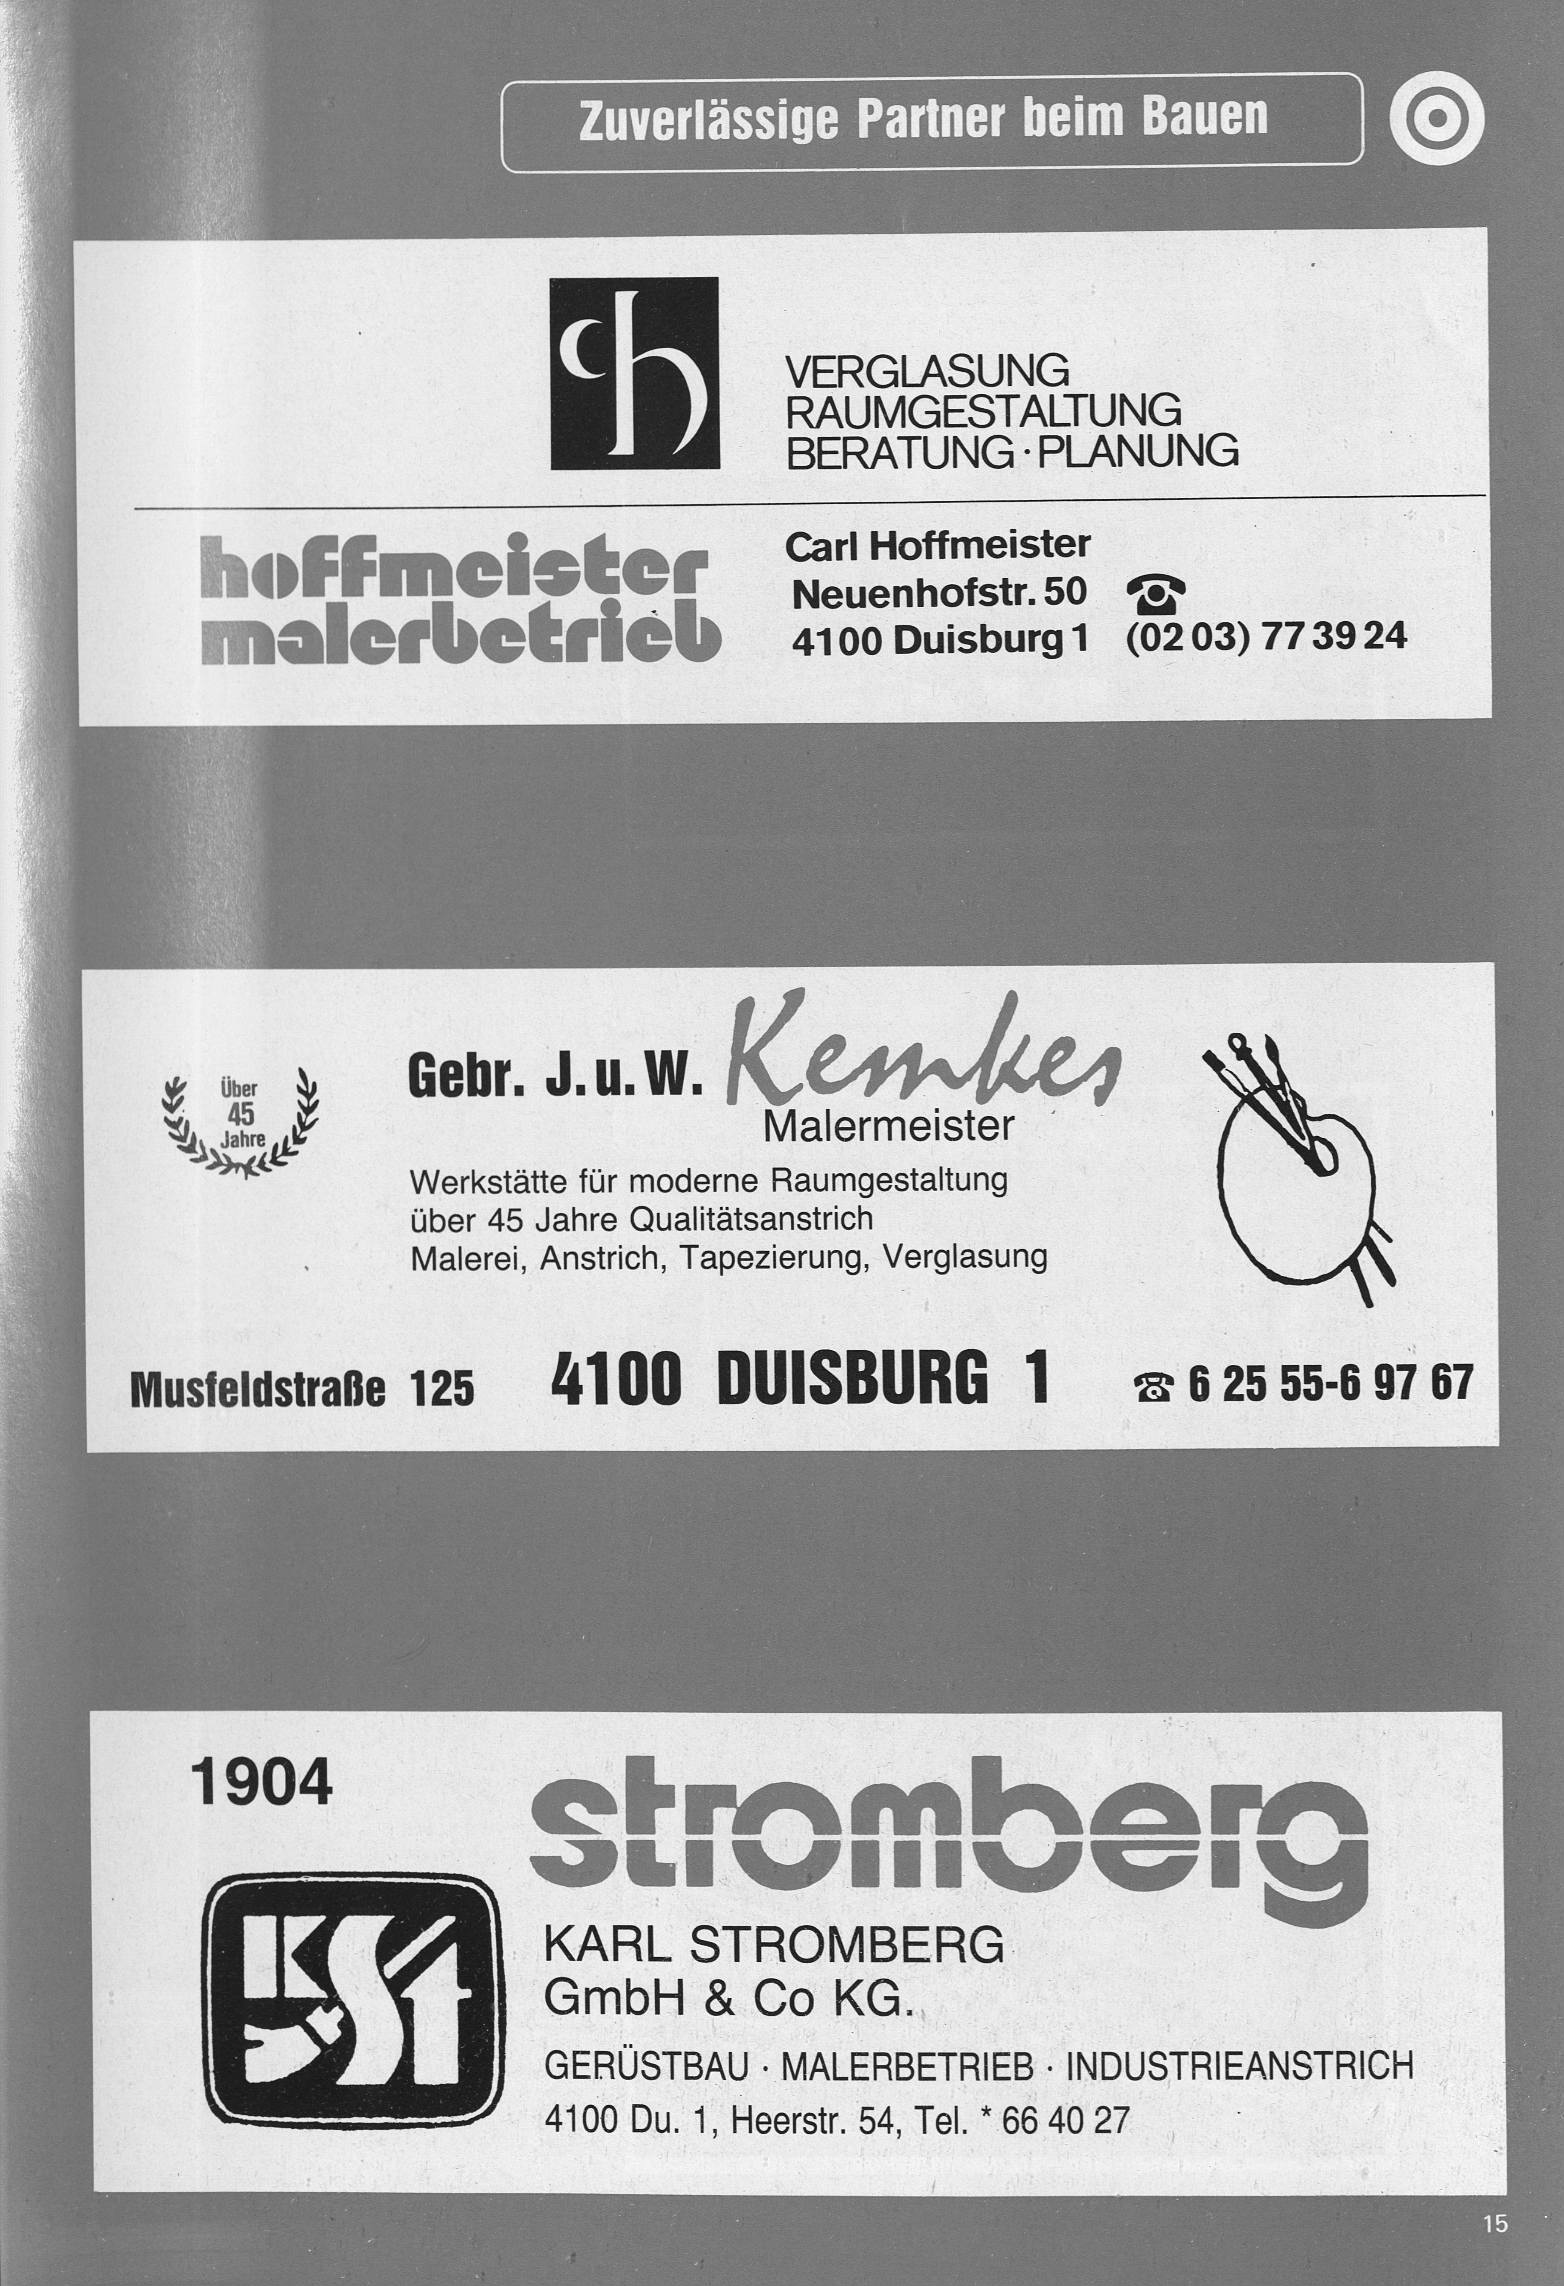 Zuverlässige Partner beim Bauen
ch
VERGLASUNG
RAUMGESTALTUNG
BERATUNG · PLANUNG
hoffmeister
malerbetrieb
Carl Hoffmeister
Neuenhofstr. 50
4100 Duisburg 1 (02 03) 77 39 24
Über
45
Jahre
Gebr. J. u. W. Kemkes
Malermeister
Werkstätte für moderne Raumgestaltung
über 45 Jahre Qualitätsanstrich
Malerei, Anstrich, Tapezierung, Verglasung
Musfeldstraße 125 4100 DUISBURG 1 ☎ 6 25 55-6 97 67
1904
stromberg
KSt
KARL STROMBERG
GmbH & Co KG.
GERÜSTBAU · MALERBETRIEB · INDUSTRIEANSTRICH
4100 Du. 1, Heerstr. 54, Tel. * 66 40 27
15